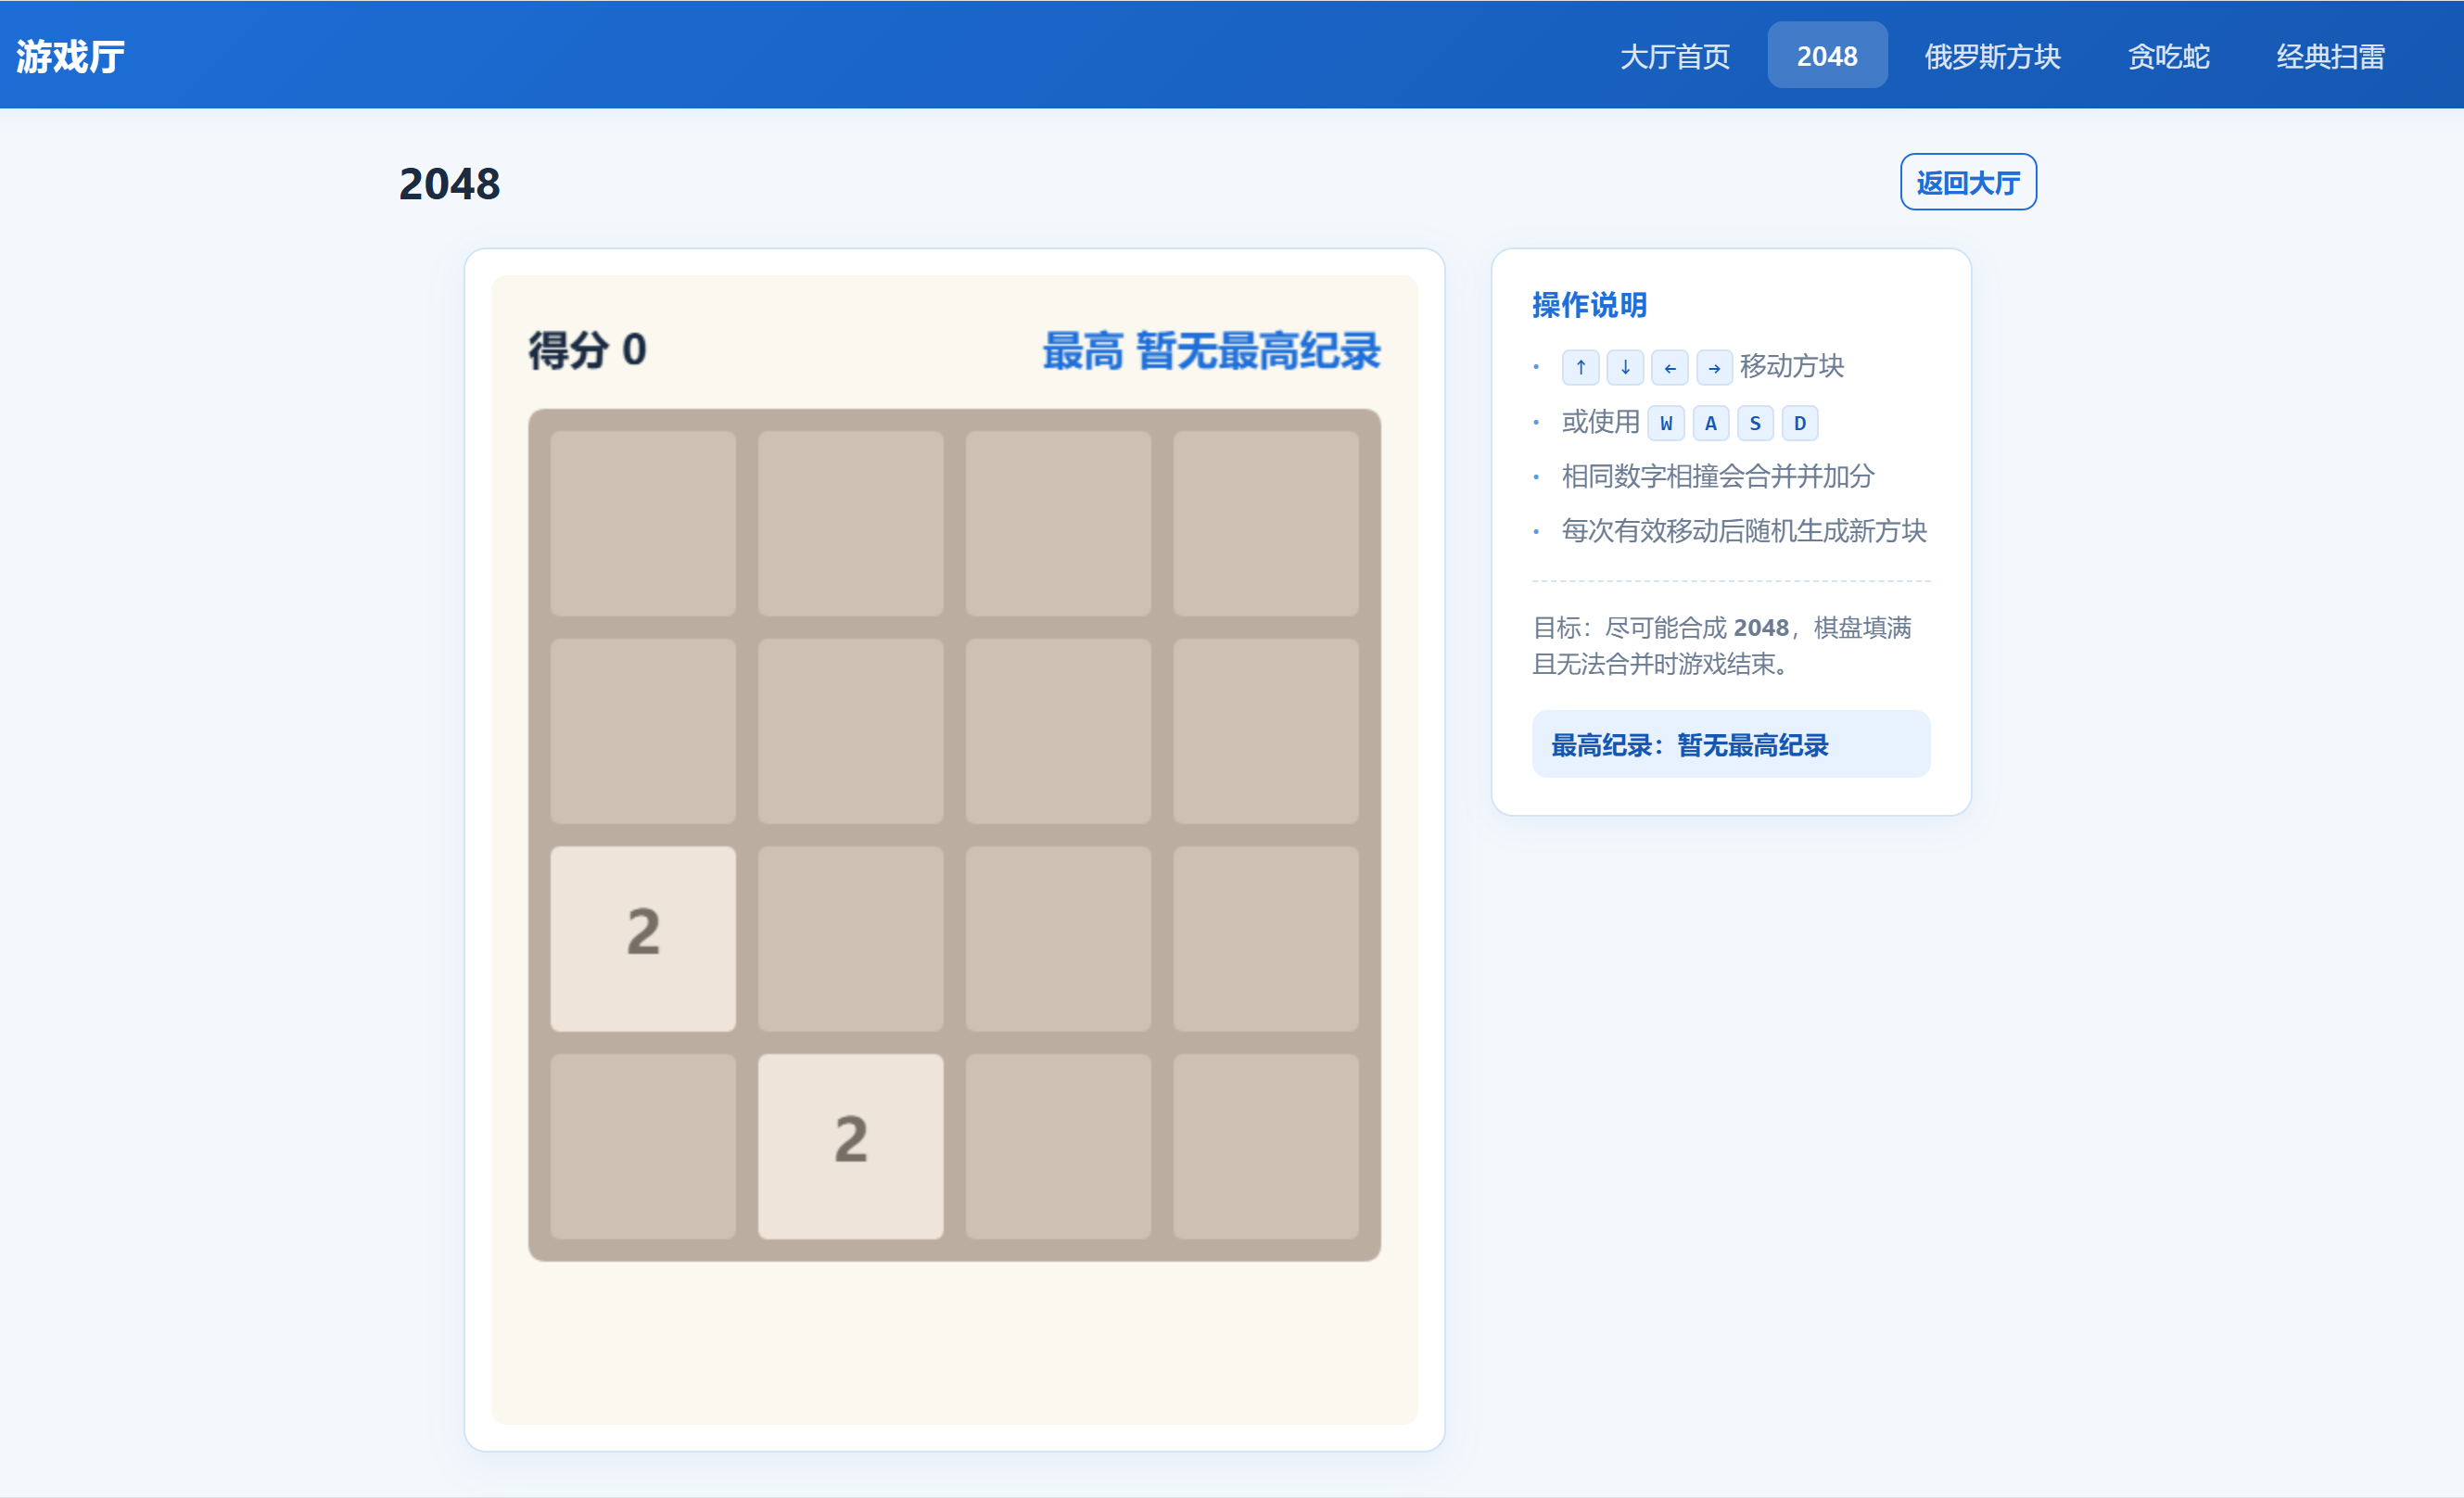 游戏厅
大厅首页 2048 俄罗斯方块 贪吃蛇 经典扫雷
2048
返回大厅
得分 0
最高 暂无最高纪录
2
2
操作说明
• ↑ ↓ ← → 移动方块
• 或使用 W A S D
• 相同数字相撞会合并并加分
• 每次有效移动后随机生成新方块
目标：尽可能合成 2048，棋盘填满
且无法合并时游戏结束。
最高纪录：暂无最高纪录